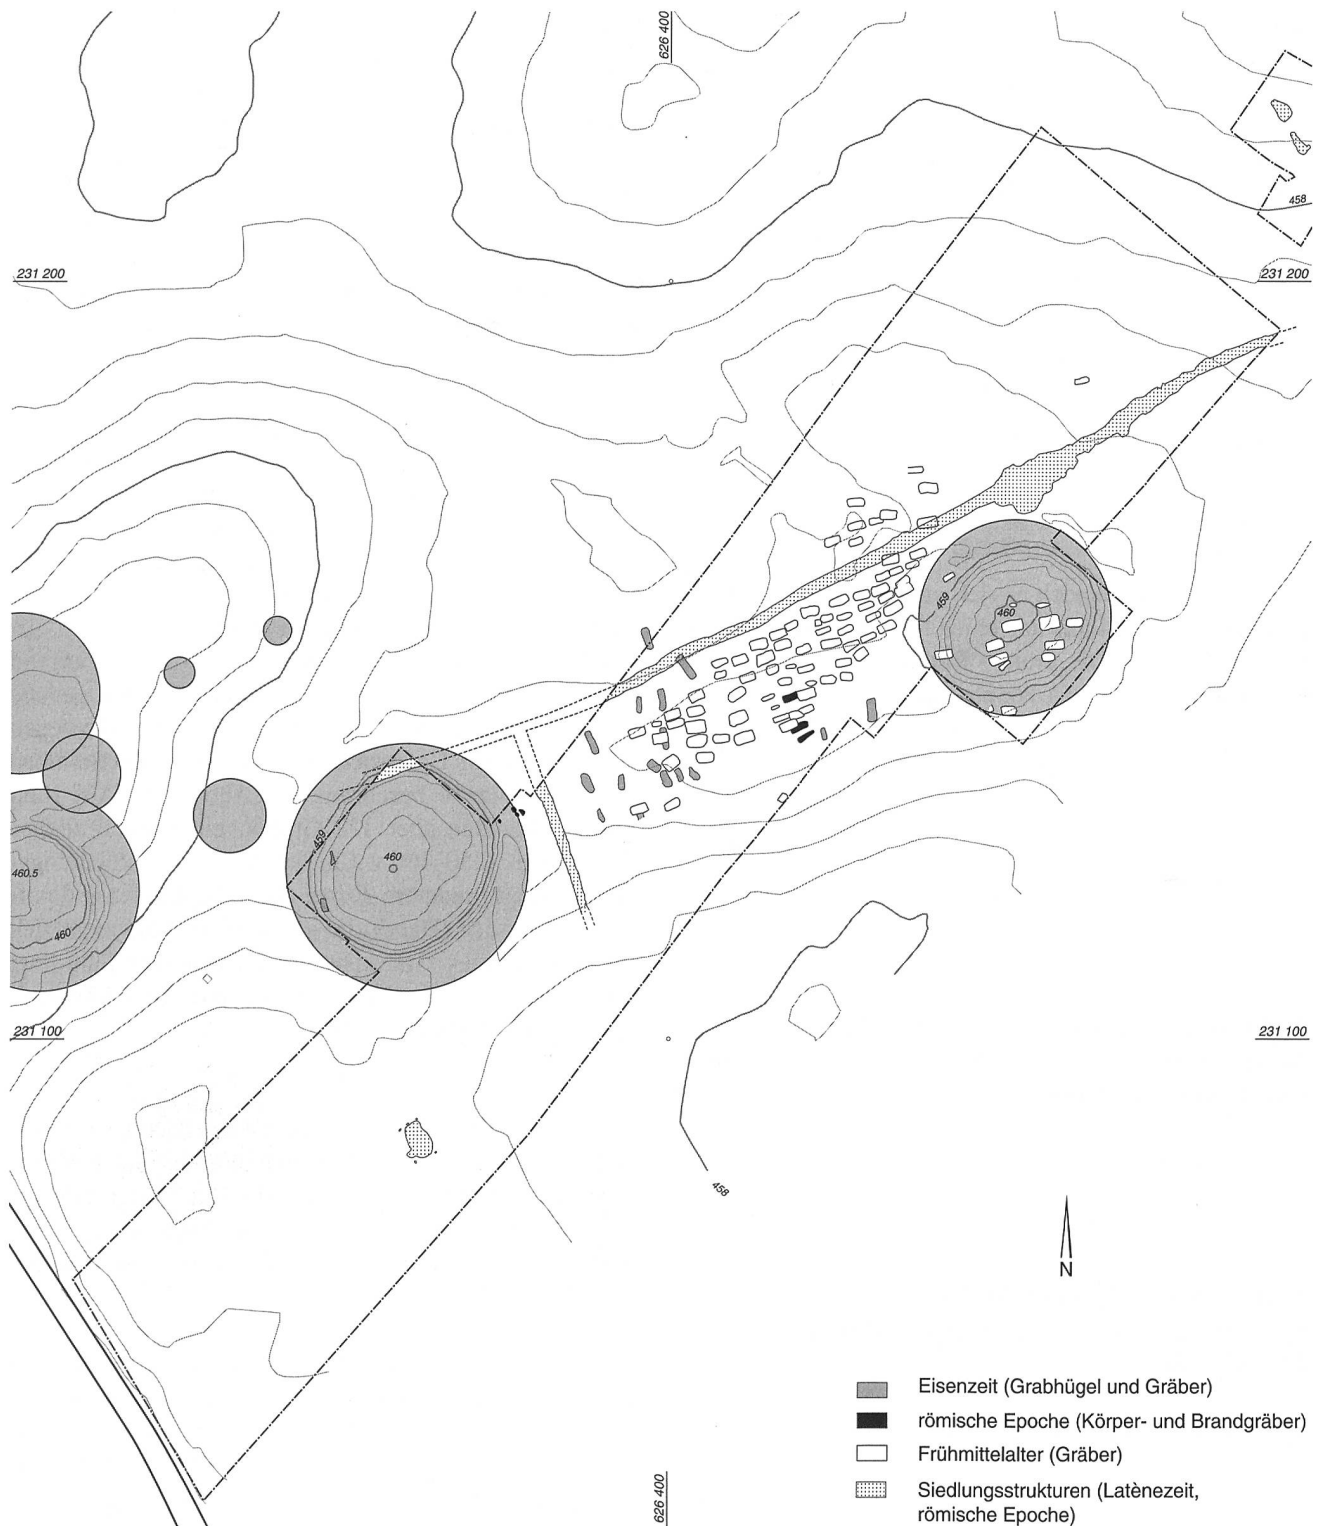 626 400
458
231 200
231 200
459
460
459
460
460.5
460
231 100
231 100
458
N
Eisenzeit (Grabhügel und Gräber)
römische Epoche (Körper- und Brandgräber)
Frühmittelalter (Gräber)
Siedlungsstrukturen (Latènezeit,
römische Epoche)
626 400